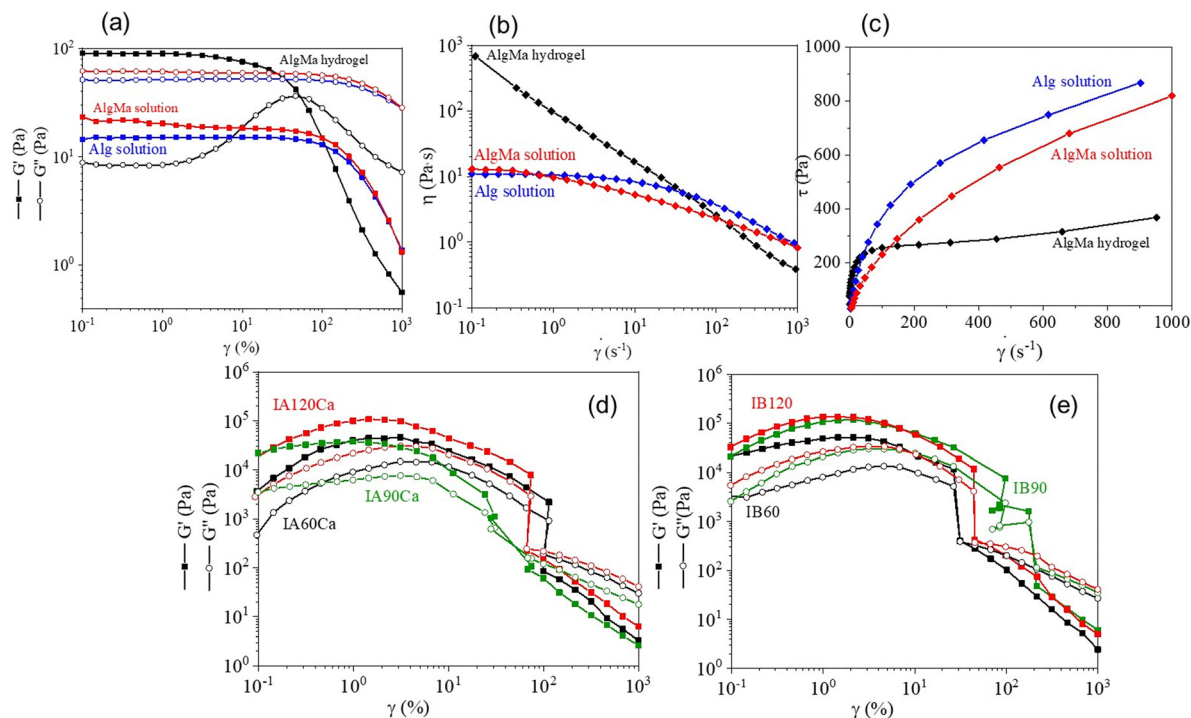 (a)
10²
10¹
10⁰
AlgMa hydrogel
AlgMa solution
Alg solution
G' (Pa)
G'' (Pa)
10⁻¹ 10⁰ 10¹ 10² 10³
γ (%)
(b)
10³
10²
10¹
10⁰
10⁻¹
AlgMa hydrogel
AlgMa solution
Alg solution
η (Pa·s)
10⁻¹ 10⁰ 10¹ 10² 10³
γ̇ (s⁻¹)
(c)
1000
800
600
400
200
Alg solution
AlgMa solution
AlgMa hydrogel
τ (Pa)
0 200 400 600 800 1000
γ̇ (s⁻¹)
(d)
10⁶
10⁵
10⁴
10³
10²
10¹
10⁰
IA120Ca
IA90Ca
IA60Ca
G' (Pa)
G'' (Pa)
10⁻¹ 10⁰ 10¹ 10² 10³
γ (%)
(e)
10⁶
10⁵
10⁴
10³
10²
10¹
10⁰
IB120
IB90
IB60
G' (Pa)
G''(Pa)
10⁻¹ 10⁰ 10¹ 10² 10³
γ (%)